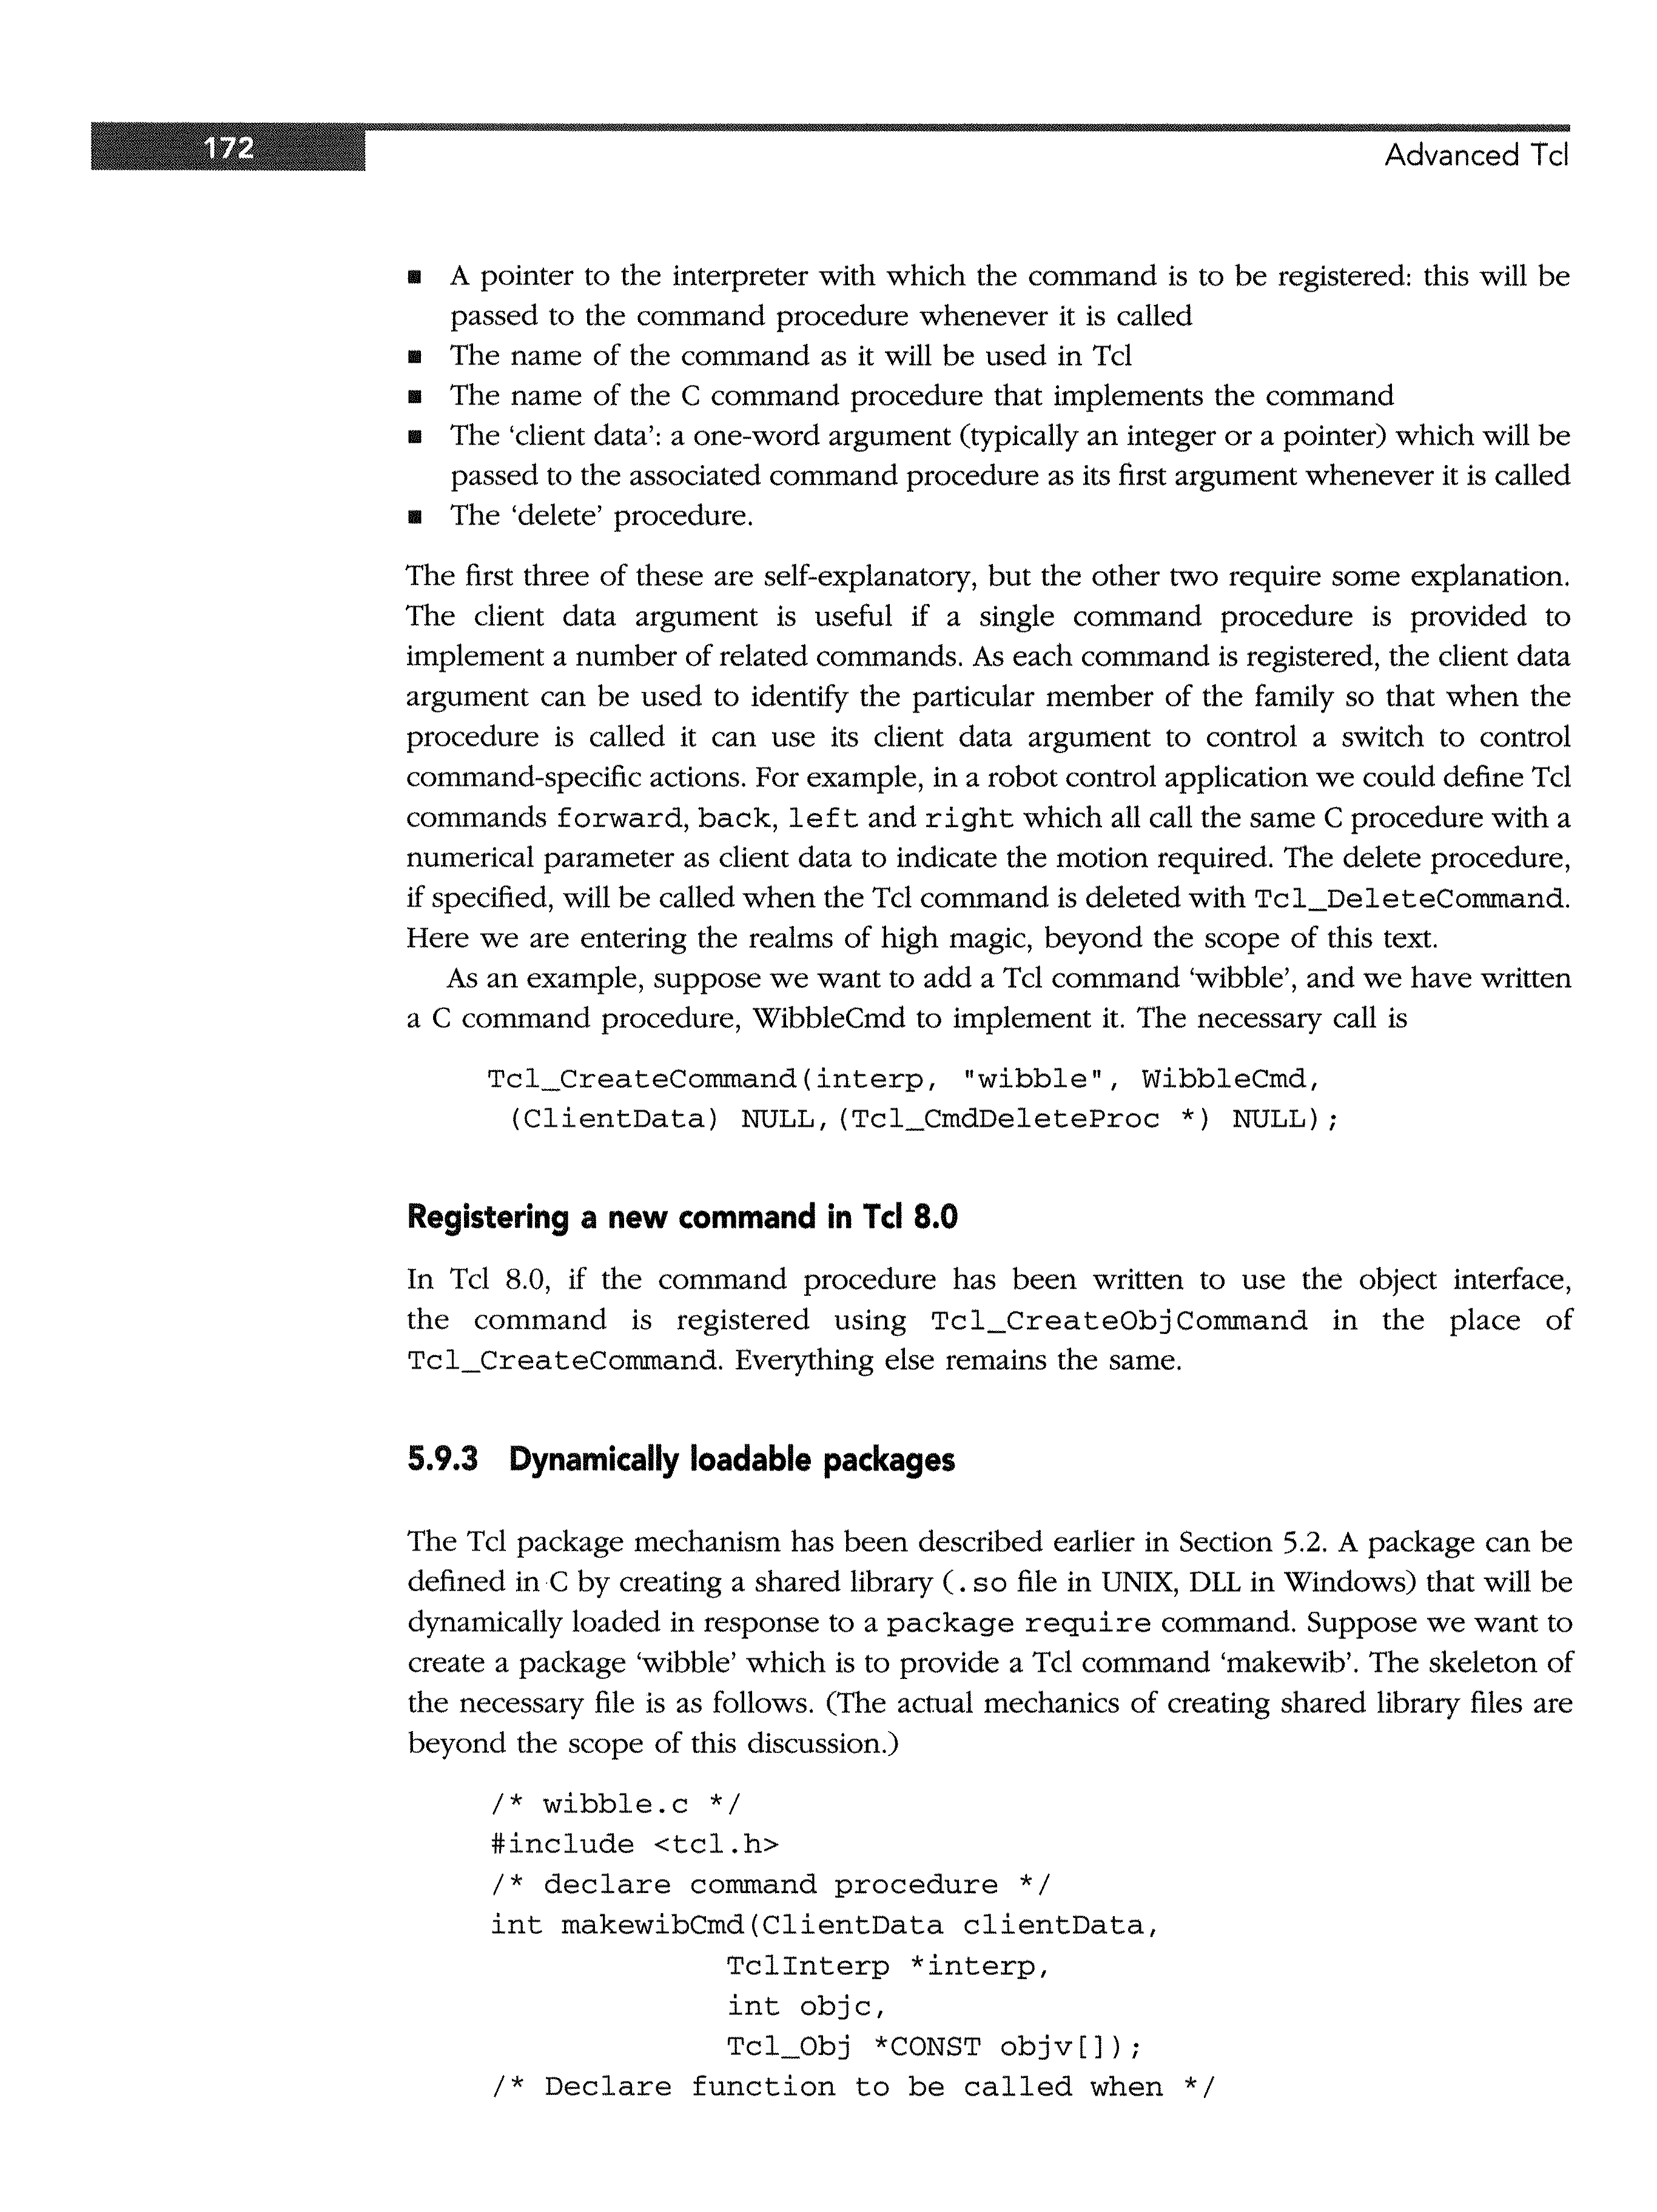 172
Advanced Tcl
■ A pointer to the interpreter with which the command is to be registered: this will be
passed to the command procedure whenever it is called
■ The name of the command as it will be used in Tcl
■ The name of the C command procedure that implements the command
■ The ‘client data’: a one-word argument (typically an integer or a pointer) which will be
passed to the associated command procedure as its first argument whenever it is called
■ The ‘delete’ procedure.
The first three of these are self-explanatory, but the other two require some explanation.
The client data argument is useful if a single command procedure is provided to
implement a number of related commands. As each command is registered, the client data
argument can be used to identify the particular member of the family so that when the
procedure is called it can use its client data argument to control a switch to control
command-specific actions. For example, in a robot control application we could define Tcl
commands forward, back, left and right which all call the same C procedure with a
numerical parameter as client data to indicate the motion required. The delete procedure,
if specified, will be called when the Tcl command is deleted with Tcl_DeleteCommand.
Here we are entering the realms of high magic, beyond the scope of this text.
As an example, suppose we want to add a Tcl command ‘wibble’, and we have written
a C command procedure, WibbleCmd to implement it. The necessary call is
Tcl_CreateCommand(interp, "wibble", WibbleCmd,
(ClientData) NULL,(Tcl_CmdDeleteProc *) NULL);
Registering a new command in Tcl 8.0
In Tcl 8.0, if the command procedure has been written to use the object interface,
the command is registered using Tcl_CreateObjCommand in the place of
Tcl_CreateCommand. Everything else remains the same.
5.9.3 Dynamically loadable packages
The Tcl package mechanism has been described earlier in Section 5.2. A package can be
defined in C by creating a shared library (.so file in UNIX, DLL in Windows) that will be
dynamically loaded in response to a package require command. Suppose we want to
create a package ‘wibble’ which is to provide a Tcl command ‘makewib’. The skeleton of
the necessary file is as follows. (The actual mechanics of creating shared library files are
beyond the scope of this discussion.)
/* wibble.c */
#include <tcl.h>
/* declare command procedure */
int makewibCmd(ClientData clientData,
TclInterp *interp,
int objc,
Tcl_Obj *CONST objv[]);
/* Declare function to be called when */